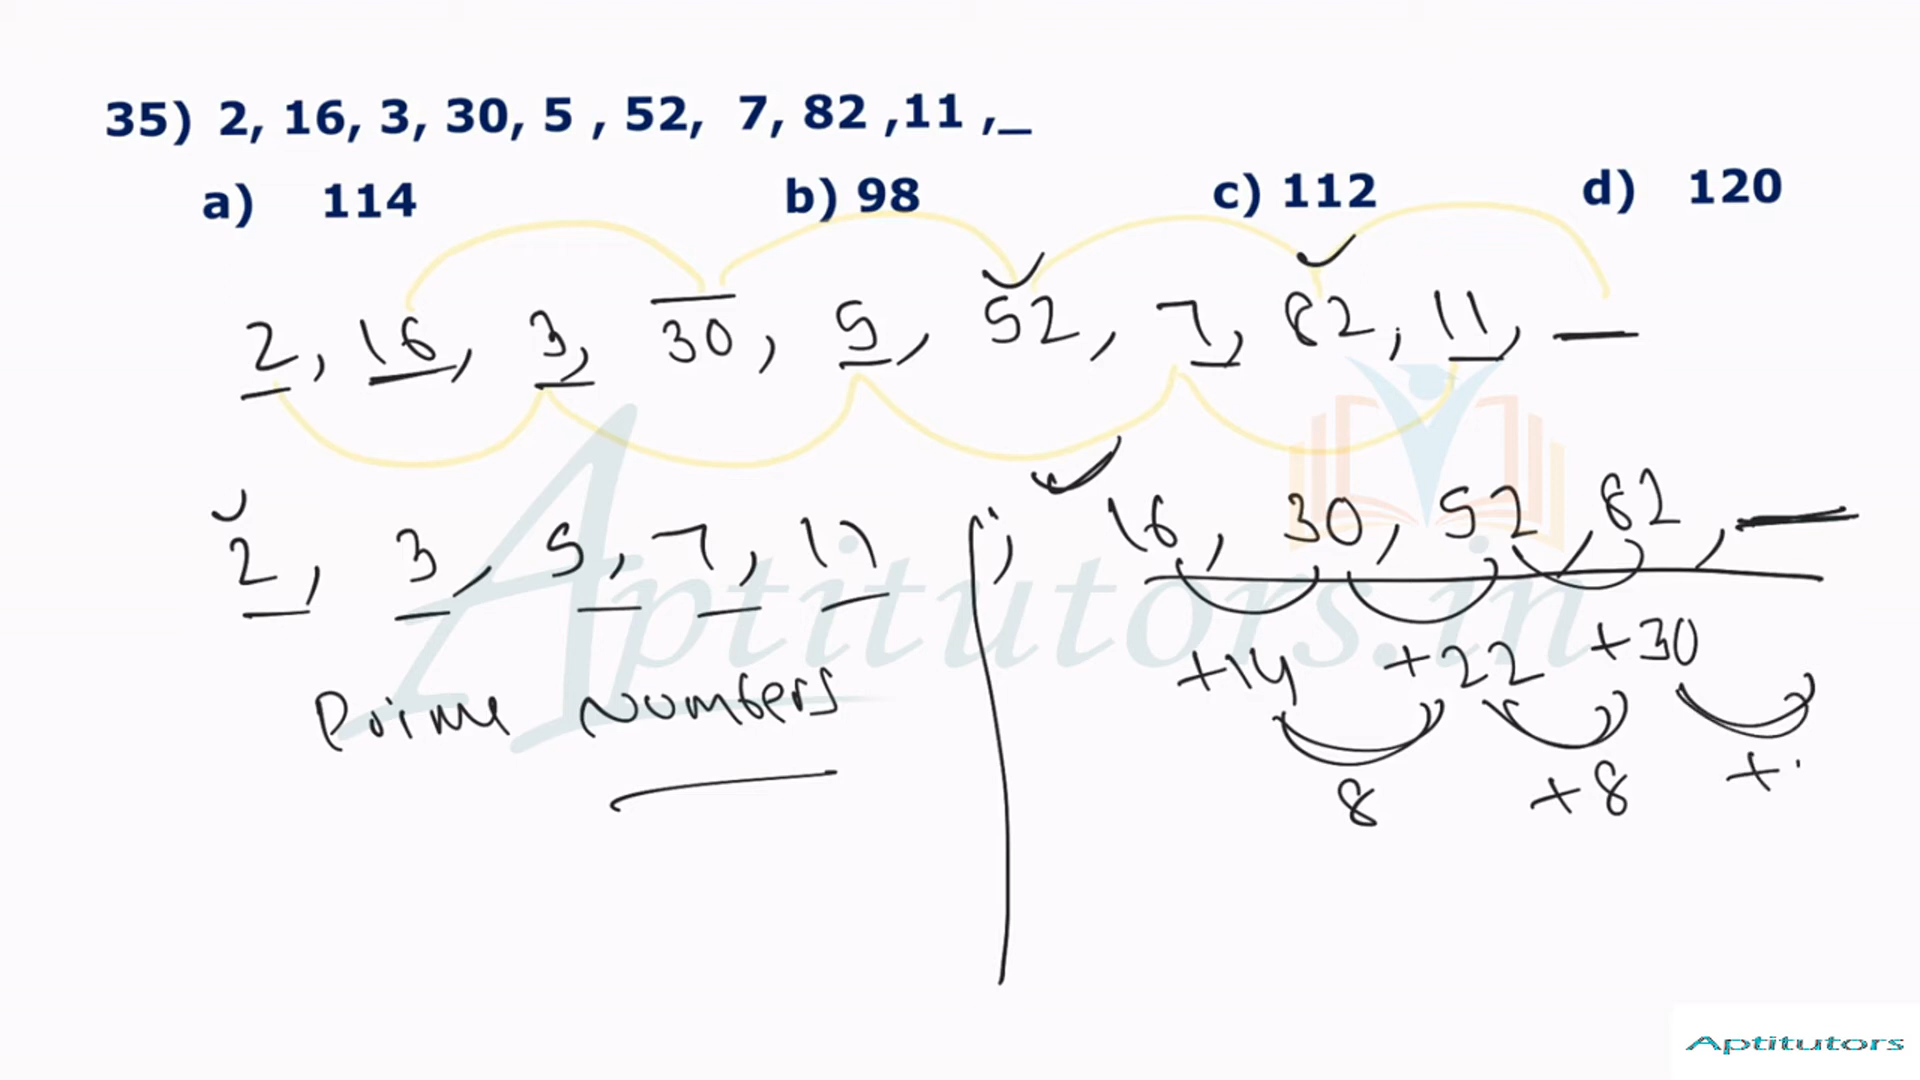 35) 2, 16, 3, 30, 5 , 52, 7, 82 ,11 ,_
a) 114 b) 98 c) 112 d) 120
2, 16, 3, 30, 5, 52, 7, 82, 11, __
2, 3, 5, 7, 11 ; 16, 30, 52, 82, __
Aptitutors.in
+14 +22 +30
Prime Numbers
8 +8 +
Aptitutors